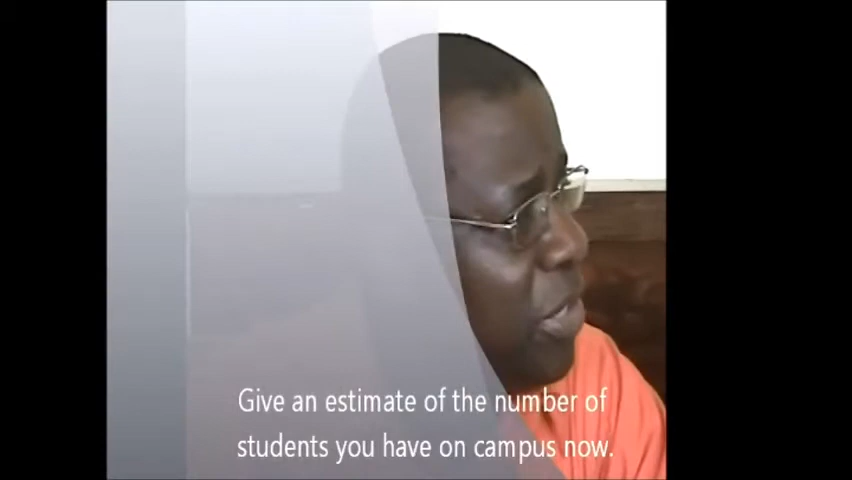 Give an estimate of the number of
students you have on campus now.